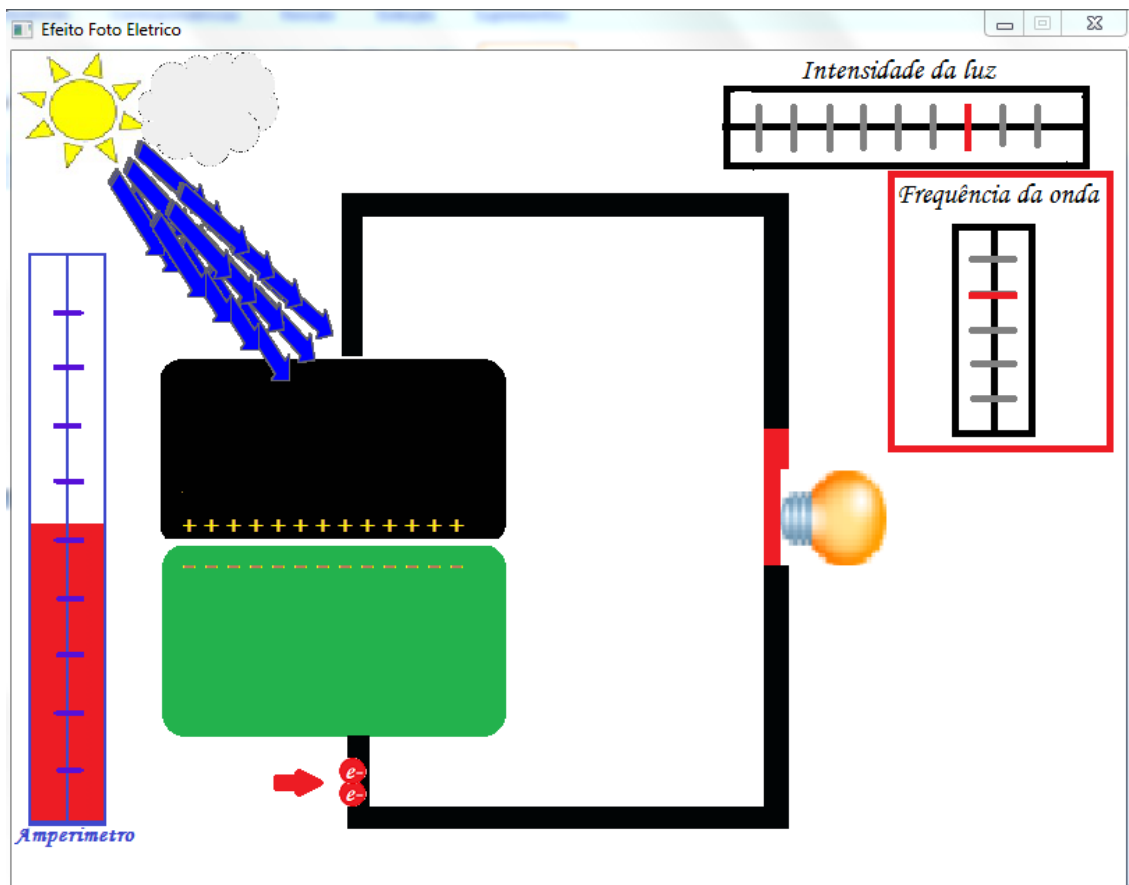 Efeito Foto Eletrico
Intensidade da luz
Frequência da onda
+ + + + + + + + + + + + +
- - - - - - - - - - - - -
e-
e-
Amperimetro